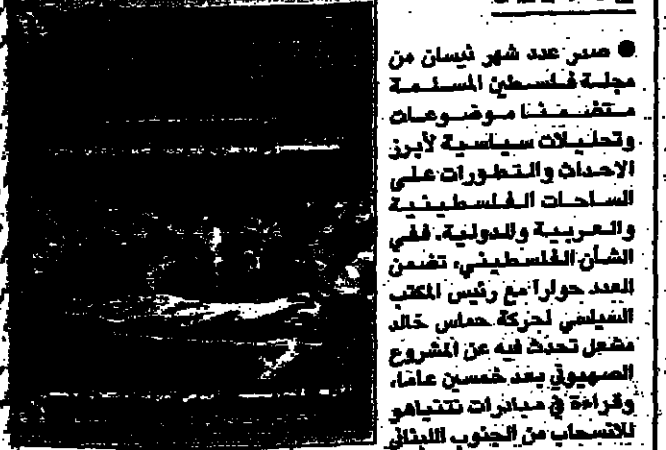 ● صدر عدد شهر نيسان من
مجلة فلسطين المسلمة
متضمنا موضوعات
وتحليلات سياسية لأبرز
الاحداث والتطورات على
الساحات الفلسطينية
والعربية والدولية. ففي
الشأن الفلسطيني، تضمن
العدد حوارا مع رئيس المكتب
السياسي لحركة حماس خالد
مشعل تحدث فيه عن المشروع
الصهيوني بعد خمسين عاما،
وقراءة في مبادرات نتنياهو
للانسحاب من الجنوب اللبناني